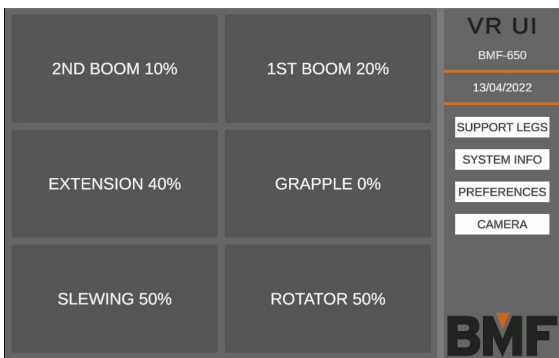 2ND BOOM 10%
1ST BOOM 20%
EXTENSION 40%
GRAPPLE 0%
SLEWING 50%
ROTATOR 50%
VR UI
BMF-650
13/04/2022
SUPPORT LEGS
SYSTEM INFO
PREFERENCES
CAMERA
BMF